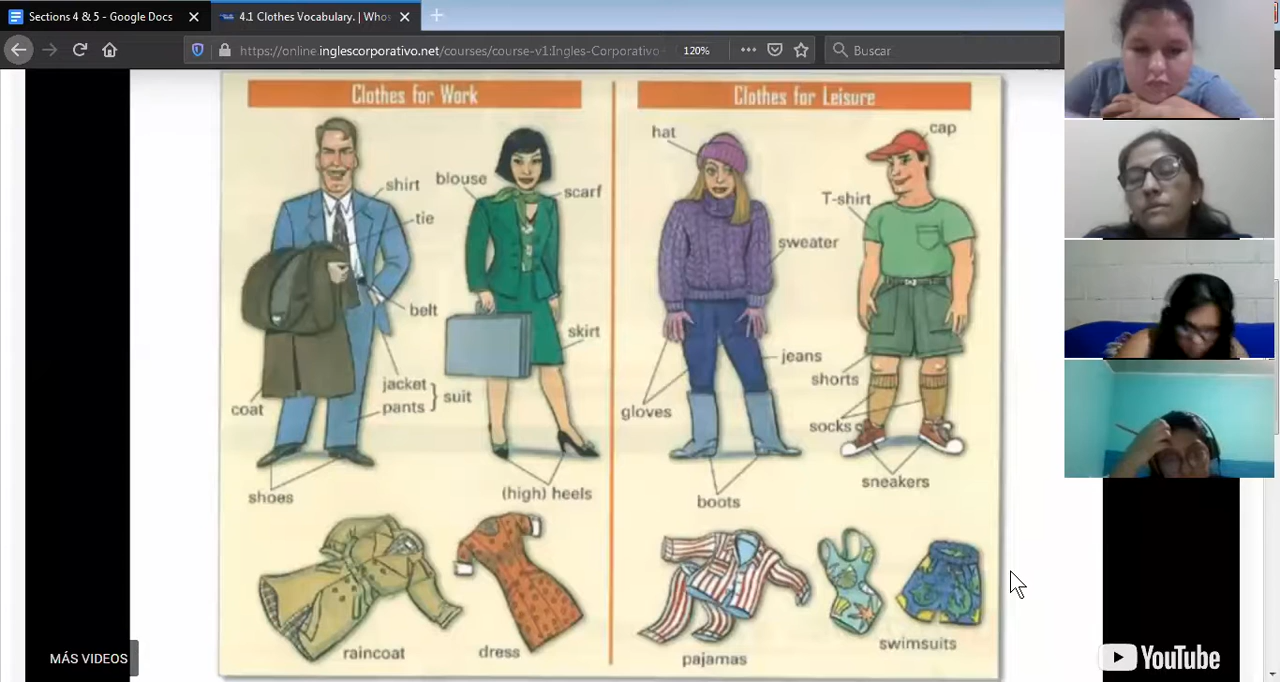 Sections 4 & 5 - Google Docs
4.1 Clothes Vocabulary. | Whos
https://online.inglescorporativo.net/courses/course-v1:Ingles-Corporativo
120%
Buscar
Clothes for Work
Clothes for Leisure
shirt
blouse
scarf
tie
belt
skirt
jacket
pants
suit
coat
shoes
(high) heels
raincoat
dress
hat
cap
T-shirt
sweater
jeans
shorts
gloves
socks
sneakers
boots
pajamas
swimsuits
MÁS VIDEOS
YouTube